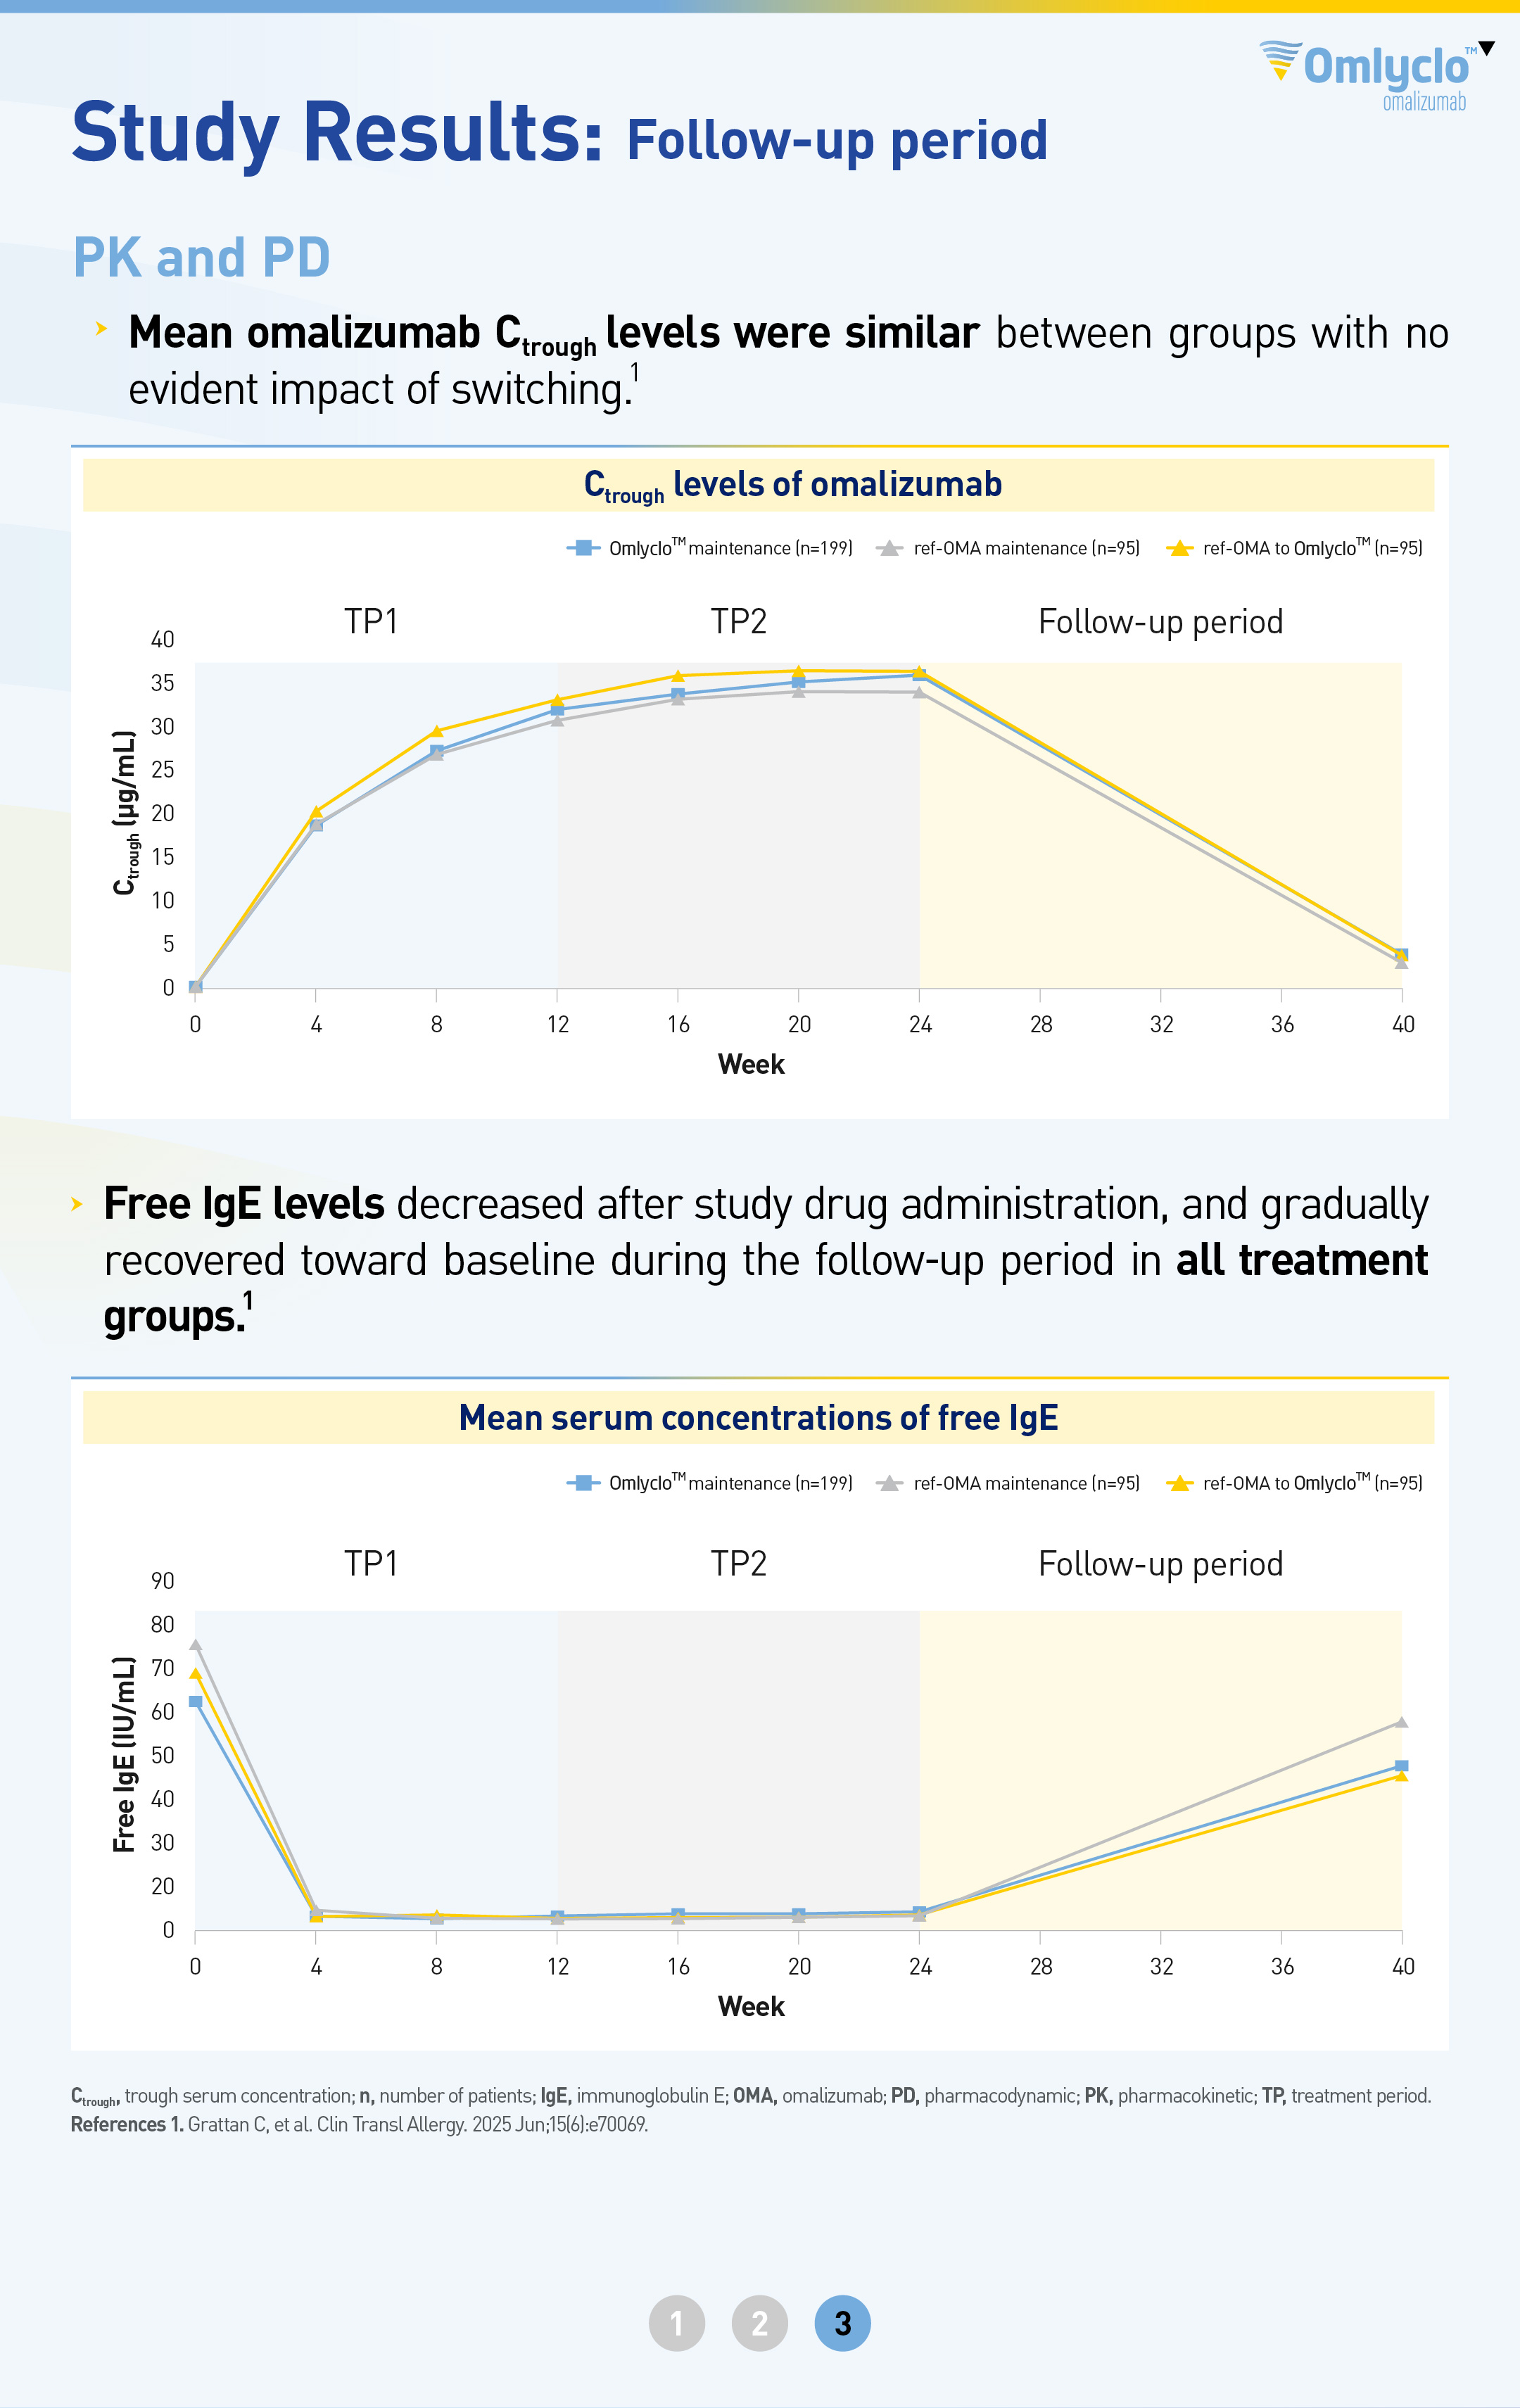 Omlyclo™▼
omalizumab
Study Results: Follow-up period
PK and PD
Mean omalizumab Ctrough levels were similar between groups with no
evident impact of switching.1
Ctrough levels of omalizumab
Omlyclo™ maintenance (n=199) ref-OMA maintenance (n=95) ref-OMA to Omlyclo™ (n=95)
TP1 TP2 Follow-up period
40
35
30
25
20
15
10
5
0
Ctrough (µg/mL)
0 4 8 12 16 20 24 28 32 36 40
Week
Free IgE levels decreased after study drug administration, and gradually
recovered toward baseline during the follow-up period in all treatment
groups.1
Mean serum concentrations of free IgE
Omlyclo™ maintenance (n=199) ref-OMA maintenance (n=95) ref-OMA to Omlyclo™ (n=95)
TP1 TP2 Follow-up period
90
80
70
60
50
40
30
20
0
Free IgE (IU/mL)
0 4 8 12 16 20 24 28 32 36 40
Week
Ctrough, trough serum concentration; n, number of patients; IgE, immunoglobulin E; OMA, omalizumab; PD, pharmacodynamic; PK, pharmacokinetic; TP, treatment period.
References 1. Grattan C, et al. Clin Transl Allergy. 2025 Jun;15(6):e70069.
1 2 3